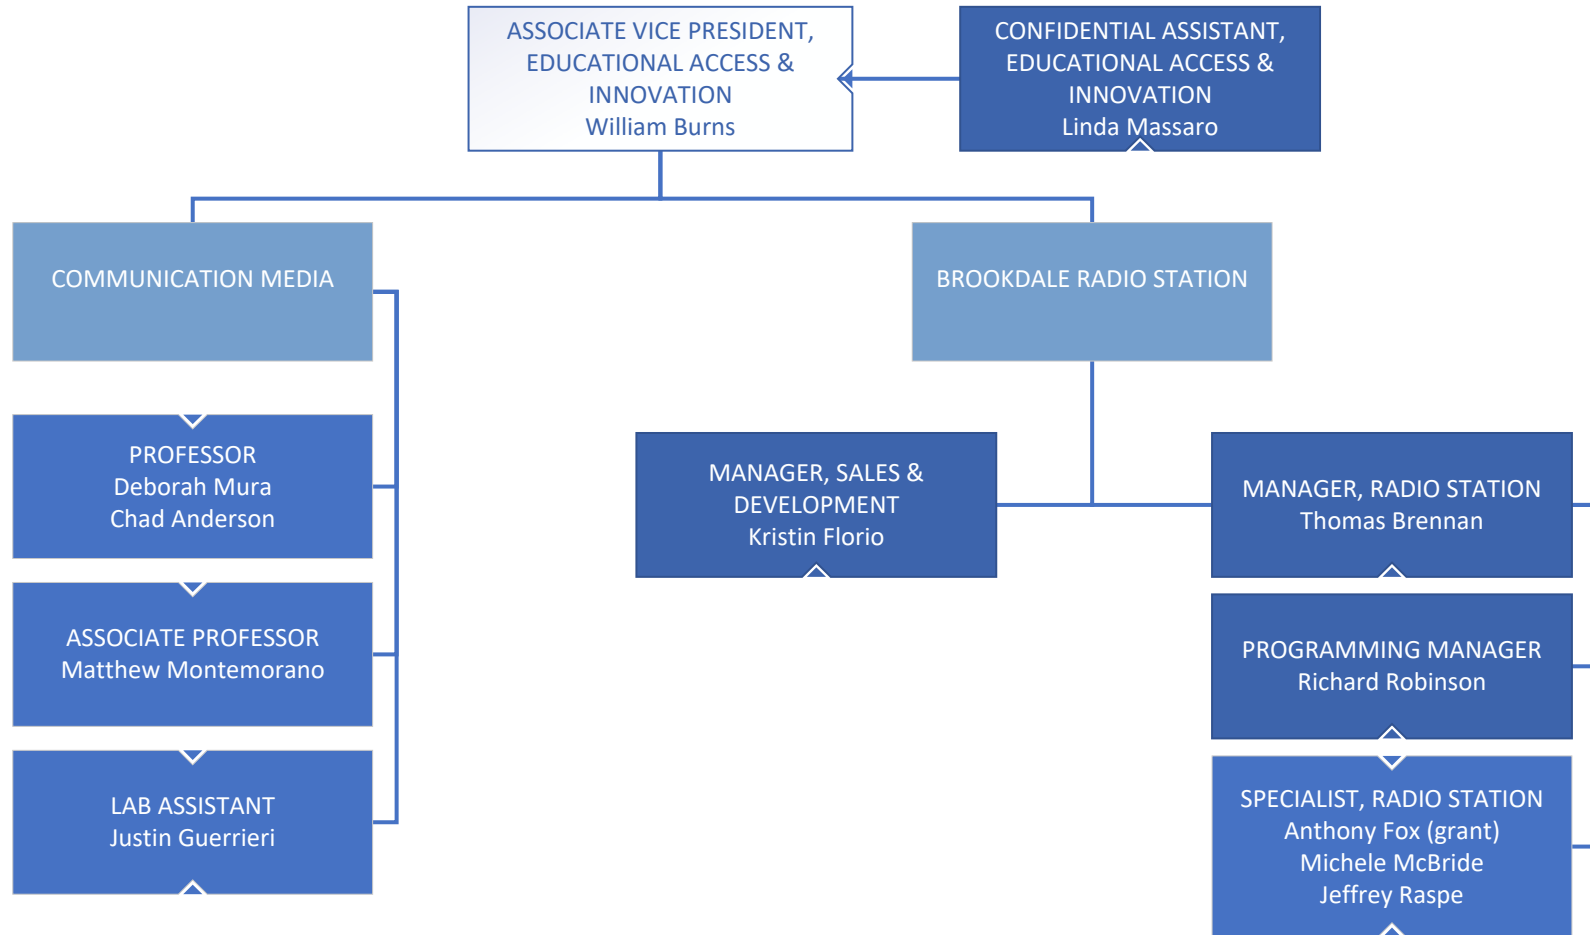 ASSOCIATE VICE PRESIDENT,
EDUCATIONAL ACCESS &
INNOVATION
William Burns
CONFIDENTIAL ASSISTANT,
EDUCATIONAL ACCESS &
INNOVATION
Linda Massaro
COMMUNICATION MEDIA
BROOKDALE RADIO STATION
PROFESSOR
Deborah Mura
Chad Anderson
ASSOCIATE PROFESSOR
Matthew Montemorano
LAB ASSISTANT
Justin Guerrieri
MANAGER, SALES &
DEVELOPMENT
Kristin Florio
MANAGER, RADIO STATION
Thomas Brennan
PROGRAMMING MANAGER
Richard Robinson
SPECIALIST, RADIO STATION
Anthony Fox (grant)
Michele McBride
Jeffrey Raspe